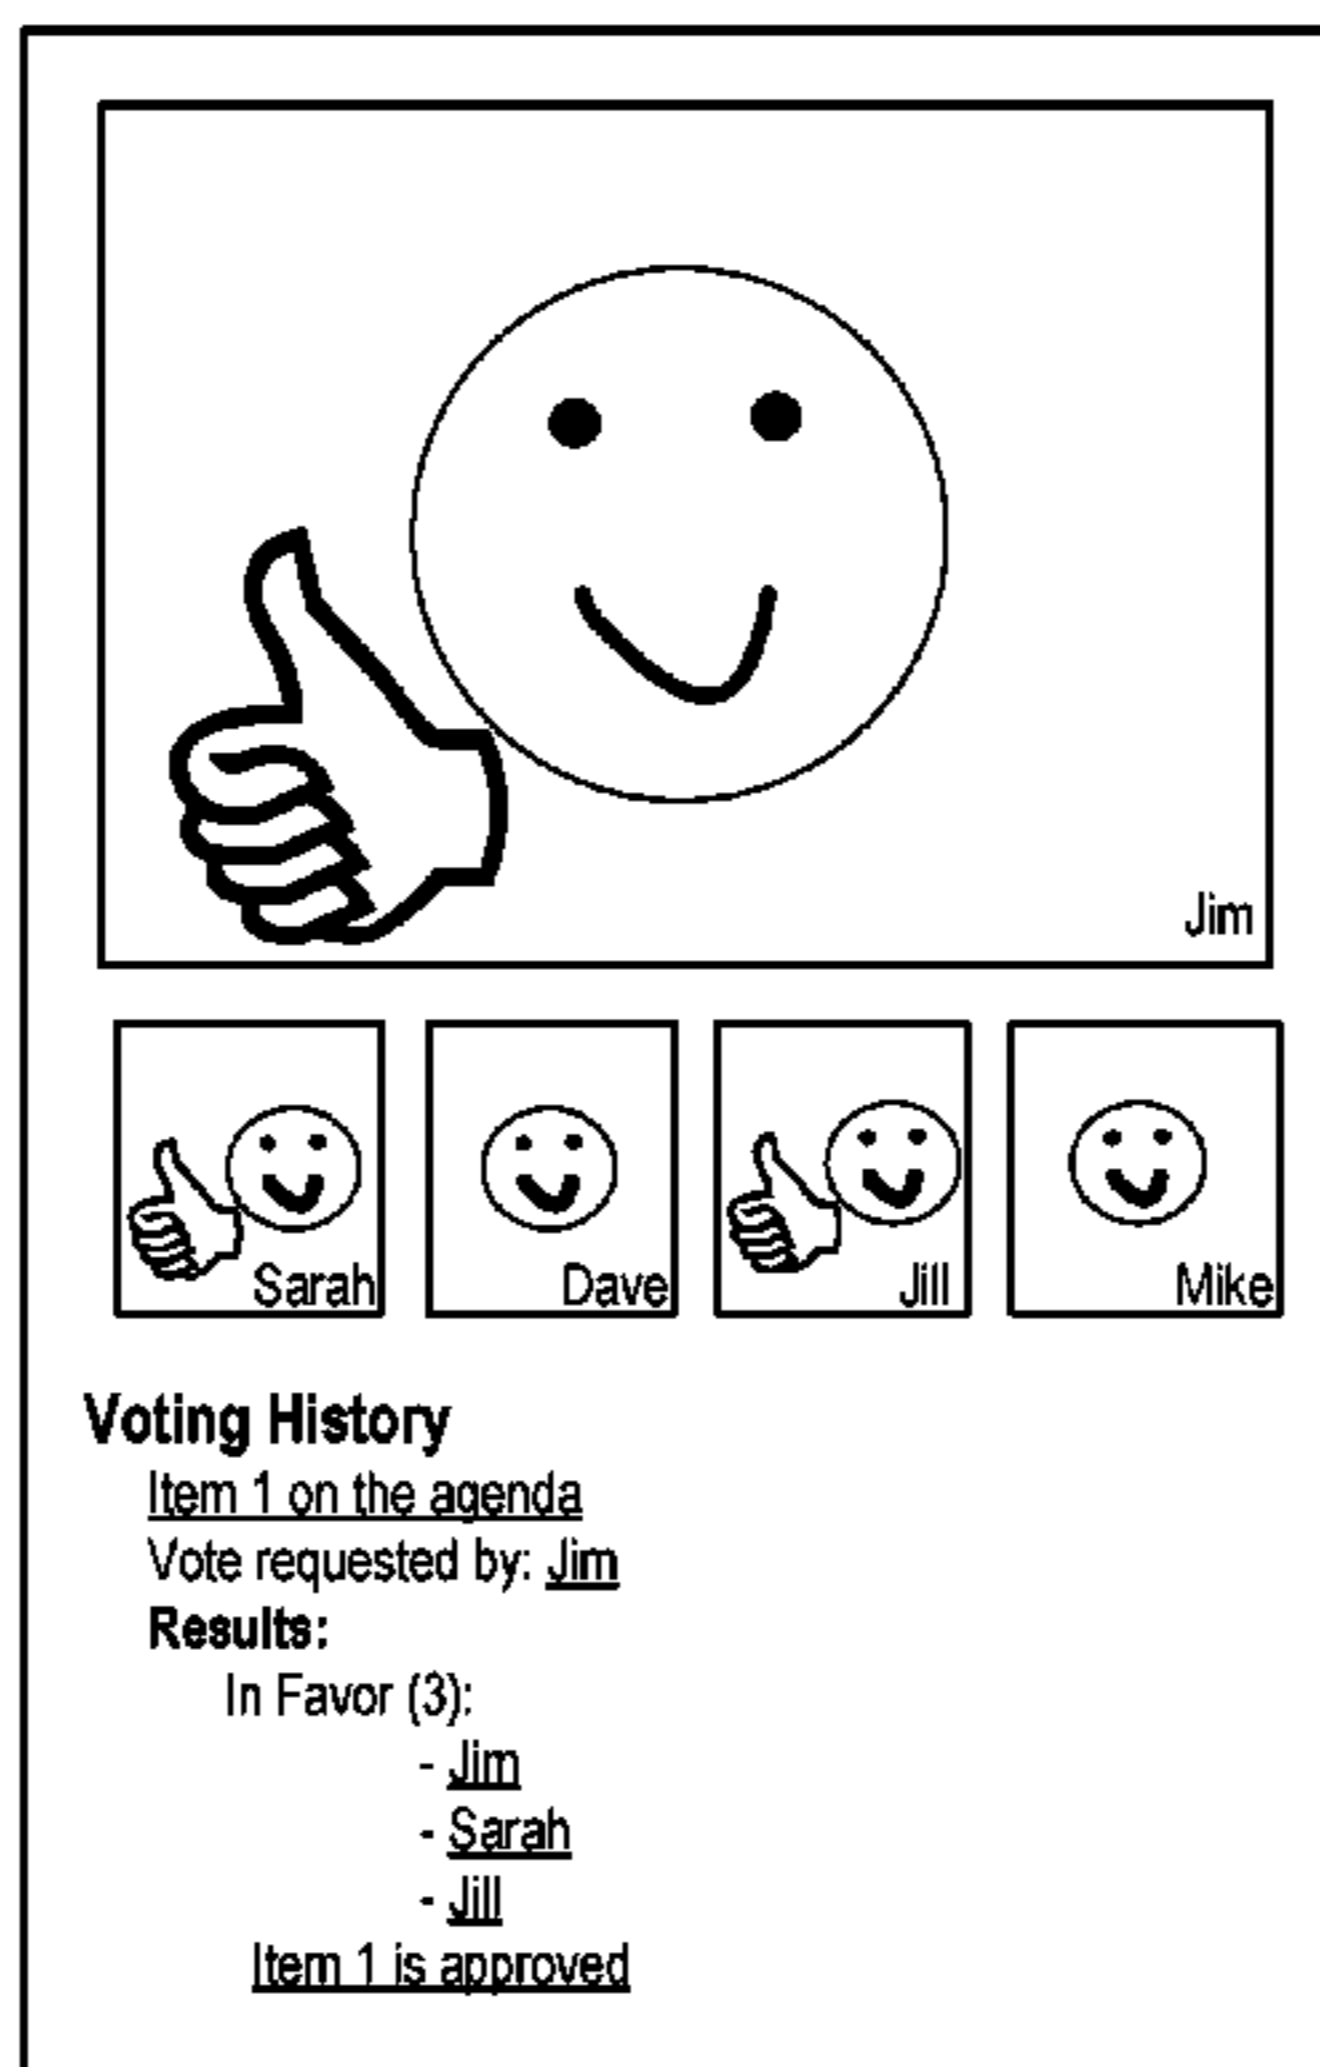 Jim
Sarah
Dave
Jill
Mike
Voting History
Item 1 on the agenda
Vote requested by: Jim
Results:
In Favor (3):
- Jim
- Sarah
- Jill
Item 1 is approved